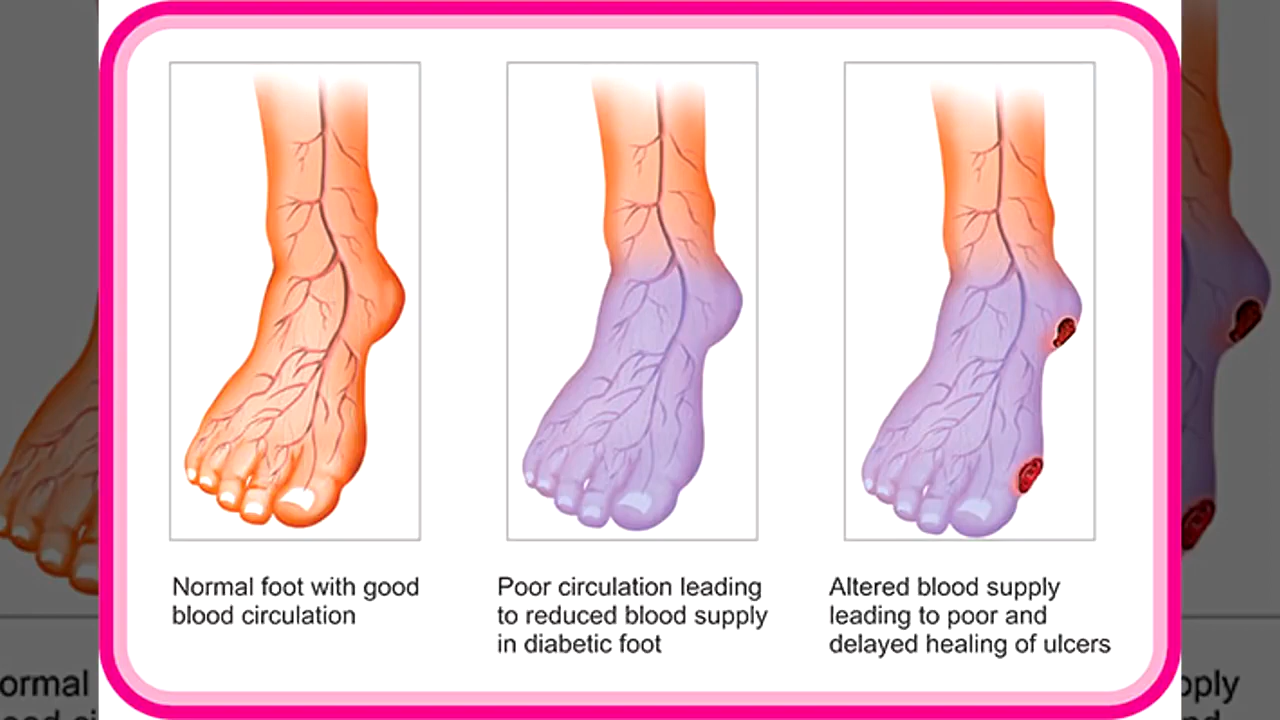 Normal foot with good
blood circulation
Poor circulation leading
to reduced blood supply
in diabetic foot
Altered blood supply
leading to poor and
delayed healing of ulcers
ormal
pply